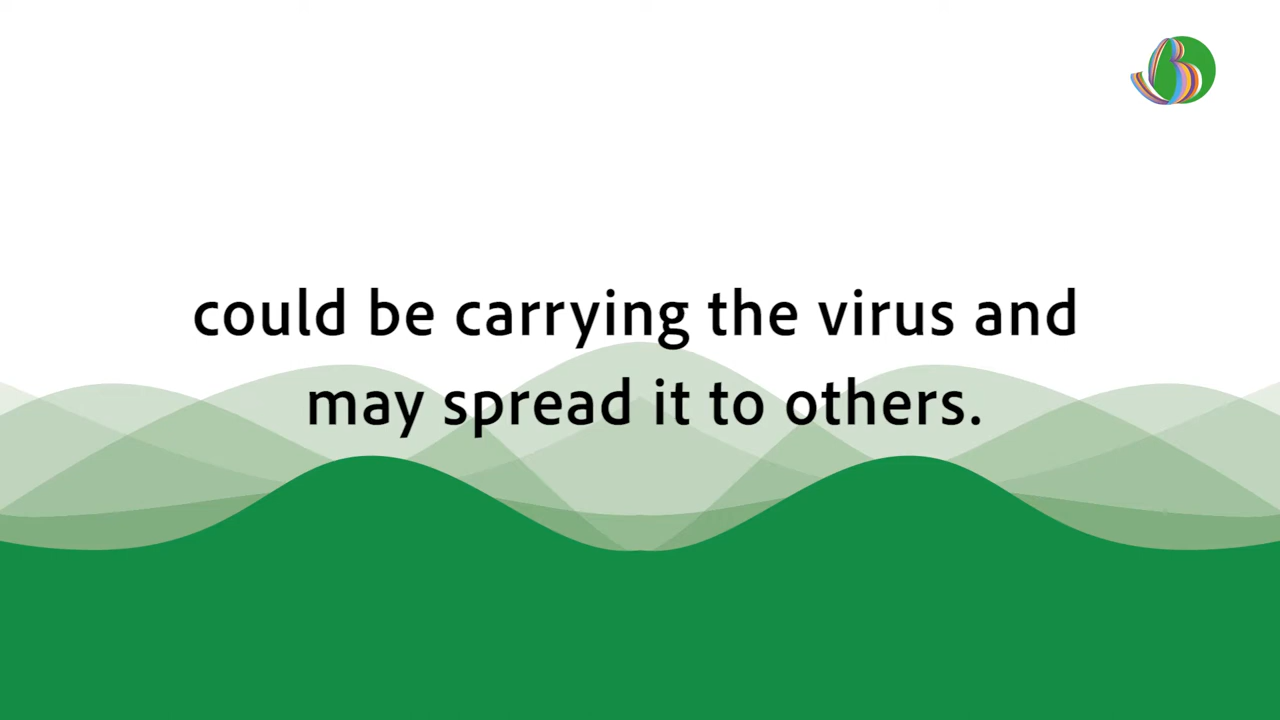 could be carrying the virus and
may spread it to others.